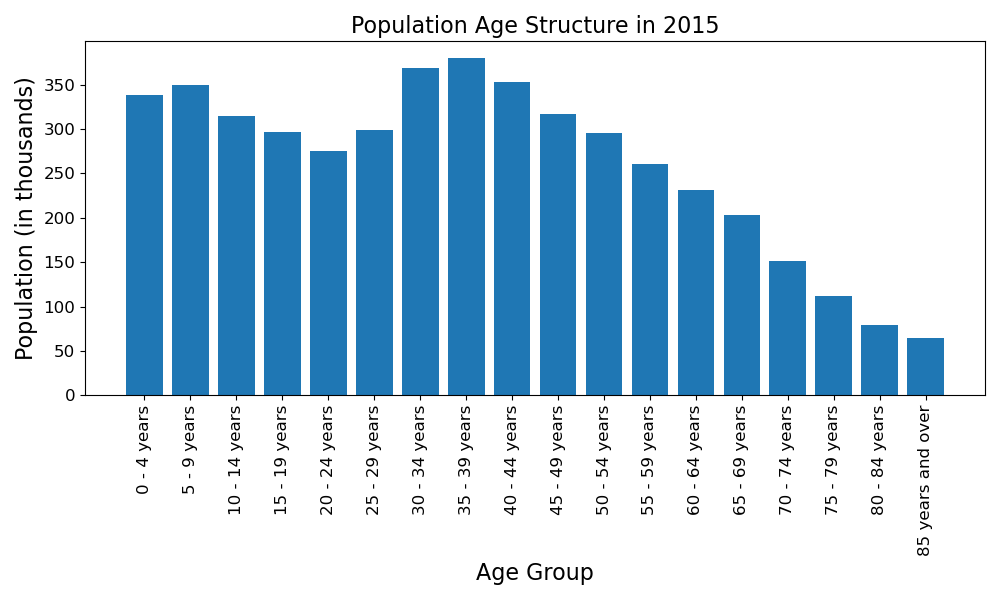 Population Age Structure in 2015
Population (in thousands)
350
300
250
200
150
100
50
0
0 - 4 years
5 - 9 years
10 - 14 years
15 - 19 years
20 - 24 years
25 - 29 years
30 - 34 years
35 - 39 years
40 - 44 years
45 - 49 years
50 - 54 years
55 - 59 years
60 - 64 years
65 - 69 years
70 - 74 years
75 - 79 years
80 - 84 years
85 years and over
Age Group